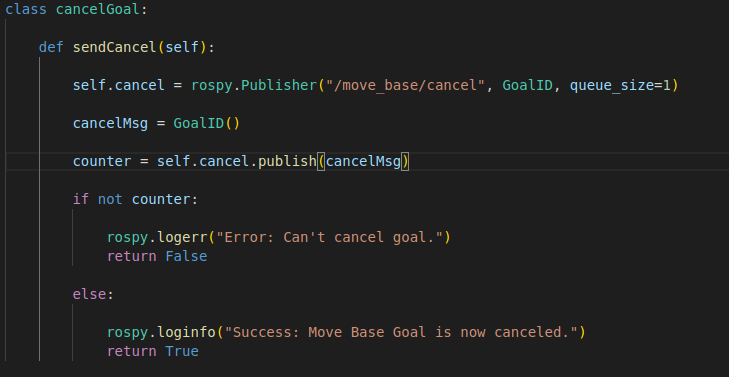 class cancelGoal:
def sendCancel(self):
self.cancel = rospy.Publisher("/move_base/cancel", GoalID, queue_size=1)
cancelMsg = GoalID()
counter = self.cancel.publish(cancelMsg)
if not counter:
rospy.logerr("Error: Can't cancel goal.")
return False
else:
rospy.loginfo("Success: Move Base Goal is now canceled.")
return True